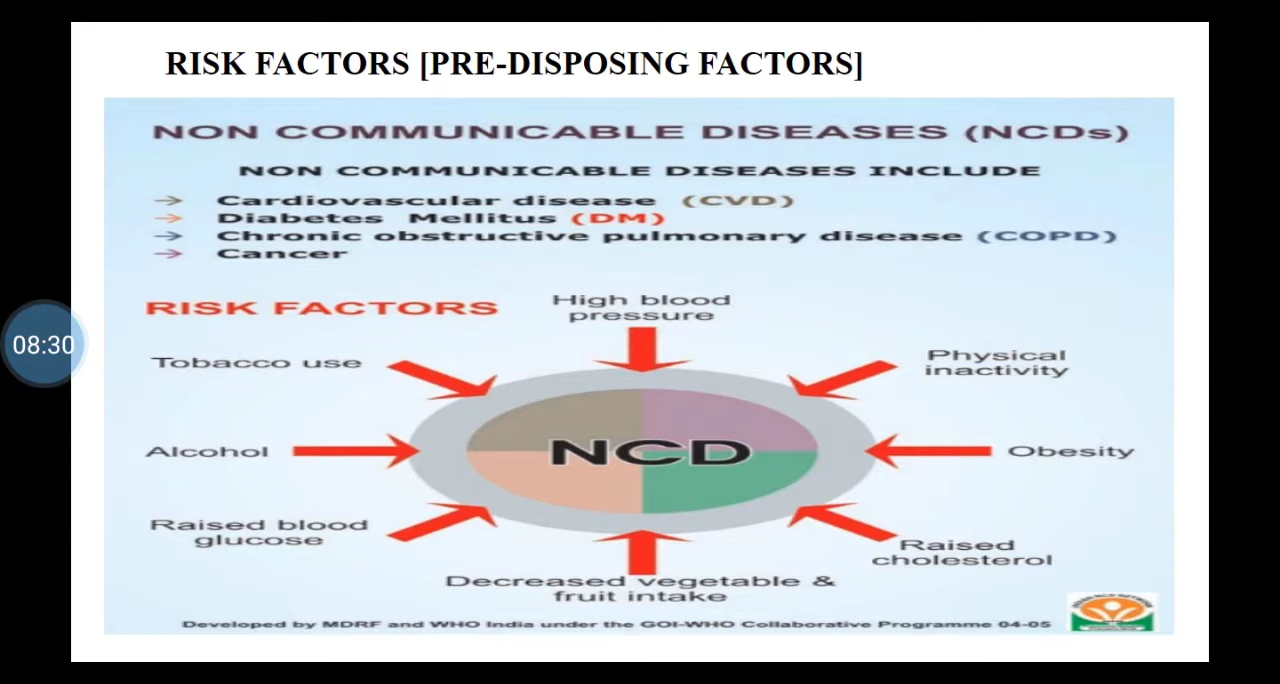 RISK FACTORS [PRE-DISPOSING FACTORS]
NON COMMUNICABLE DISEASES (NCDs)
NON COMMUNICABLE DISEASES INCLUDE
→ Cardiovascular disease (CVD)
→ Diabetes Mellitus (DM)
→ Chronic obstructive pulmonary disease (COPD)
→ Cancer
RISK FACTORS
High blood
pressure
08:30
Tobacco use
Physical
inactivity
Alcohol
NCD
Obesity
Raised blood
glucose
Raised
cholesterol
Decreased vegetable &
fruit intake
Developed by MDRF and WHO India under the GOI-WHO Collaborative Programme 04-05